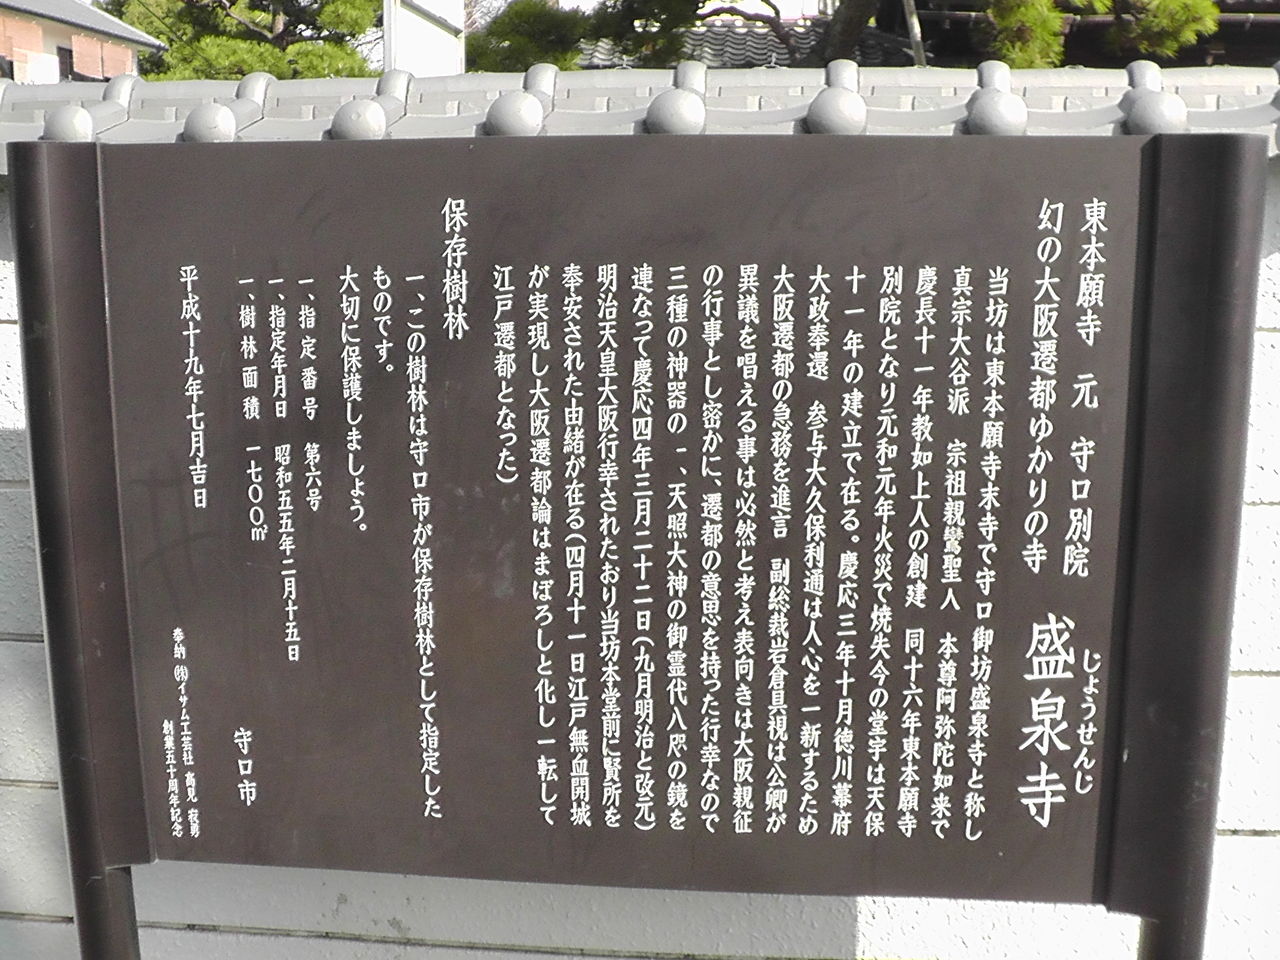 東本願寺 元 守口別院
幻の大阪遷都ゆかりの寺 盛泉寺
じょうせんじ
当坊は東本願寺末寺で守口御坊盛泉寺と称し
真宗大谷派 宗祖親鸞聖人 本尊阿弥陀如来で
慶長十一年教如上人の創建 同十六年東本願寺
別院となり元和元年火災で焼失今の堂宇は天保
十一年の建立で在る。慶応三年十月徳川幕府
大政奉還 参与大久保利通は人心を一新するため
大阪遷都の急務を進言 副総裁岩倉具視は公卿が
異議を唱える事は必然と考え表向きは大阪親征
の行事とし密かに、遷都の意思を持った行幸なので
三種の神器の一、天照大神の御霊代八咫の鏡を
連なって慶応四年三月二十二日(九月明治と改元)
明治天皇大阪行幸されたおり当坊本堂前に賢所を
奉安された由緒が在る(四月十一日江戸無血開城
が実現し大阪遷都論はまぼろしと化し一転して
江戸遷都となった)
保存樹林
一、この樹林は守口市が保存樹林として指定した
ものです。
大切に保護しましょう。
一、指定番号 第六号
一、指定年月日 昭和五五年二月十五日
一、樹林面積 一七〇〇㎡
平成十九年七月吉日
守口市
奉納 ㈱イサム工芸社 高見
創業五十周年記念